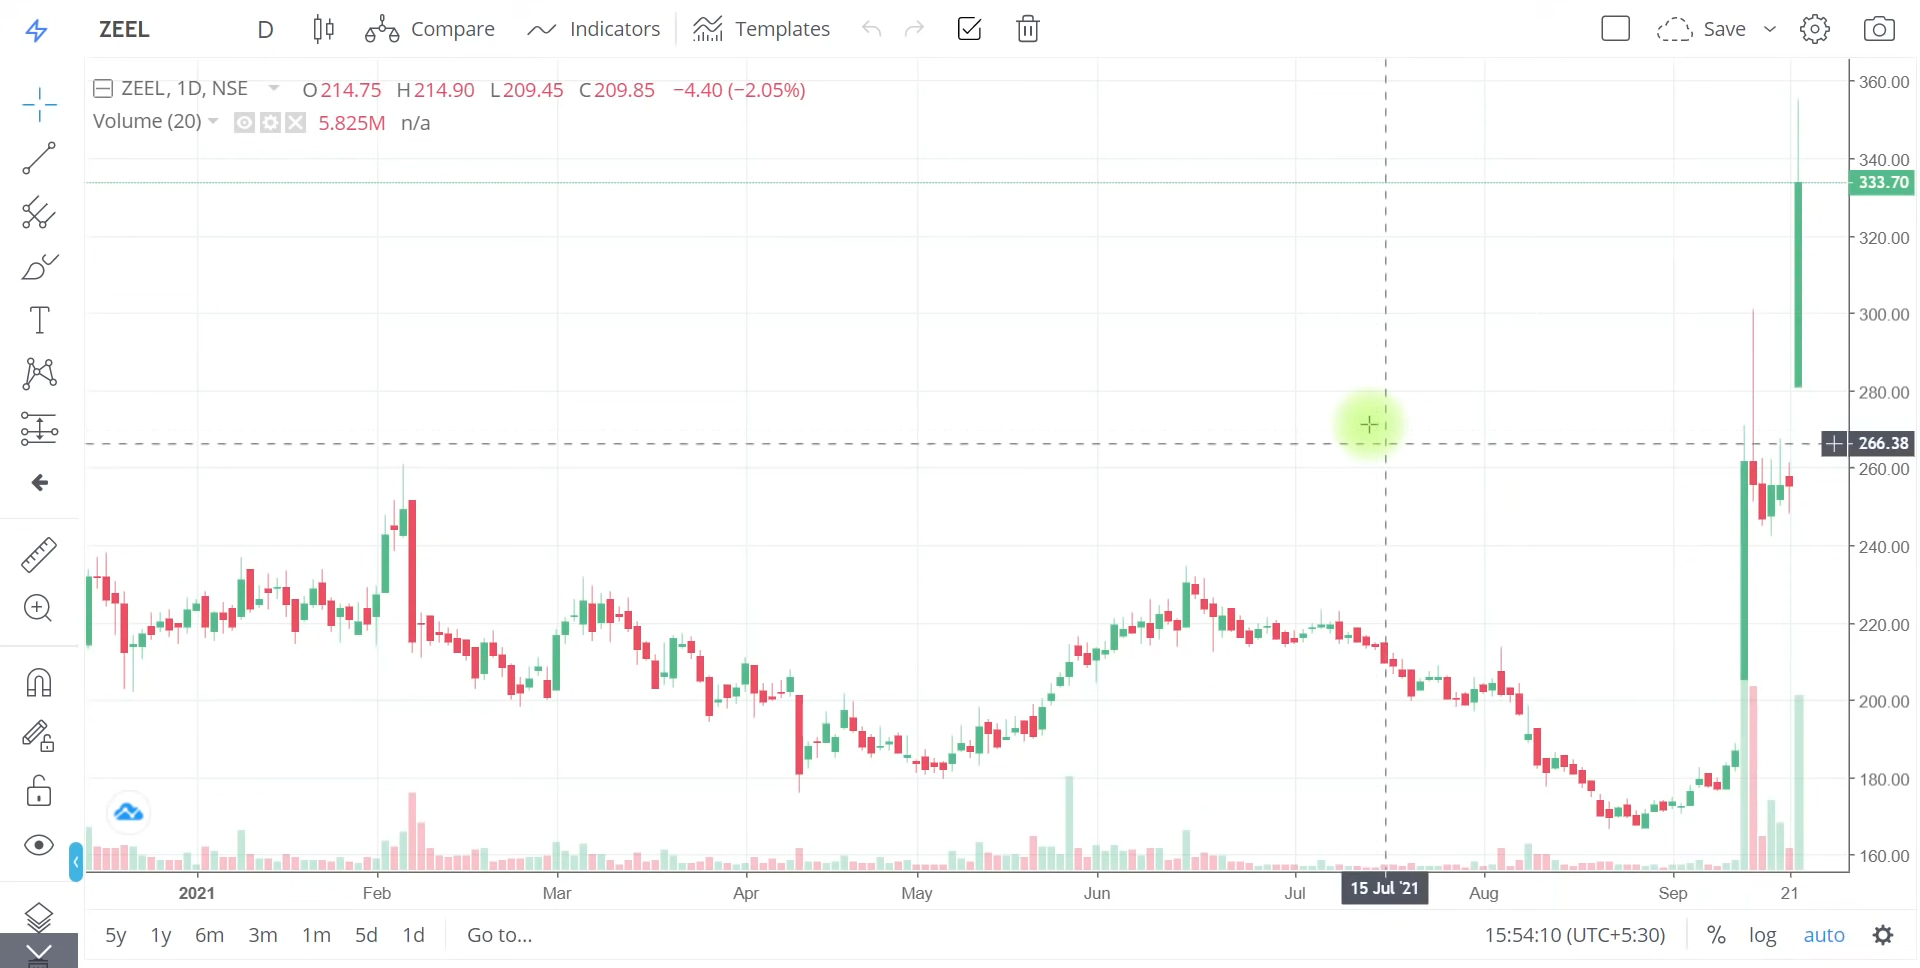 ZEEL D Compare Indicators Templates Save
ZEEL, 1D, NSE O214.75 H214.90 L209.45 C209.85 −4.40 (−2.05%)
Volume (20) 5.825M n/a
360.00
340.00
333.70
320.00
300.00
280.00
266.38
260.00
240.00
220.00
200.00
180.00
160.00
2021 Feb Mar Apr May Jun Jul 15 Jul '21 Aug Sep 21
5y 1y 6m 3m 1m 5d 1d Go to... 15:54:10 (UTC+5:30) % log auto